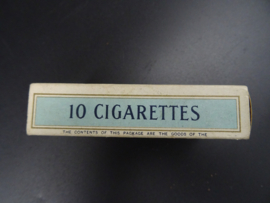 10 CIGARETTES
THE CONTENTS OF THIS PACKAGE ARE THE GOODS OF THE